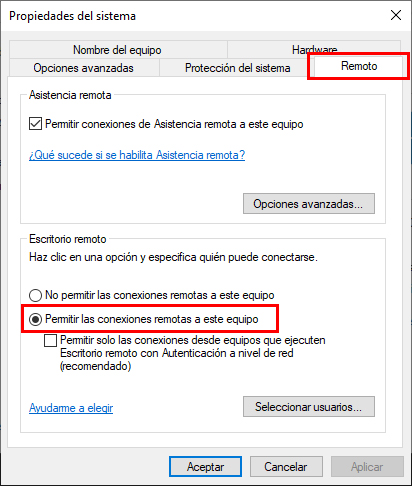 Propiedades del sistema
Nombre del equipo Hardware
Opciones avanzadas Protección del sistema Remoto
Asistencia remota
Permitir conexiones de Asistencia remota a este equipo
¿Qué sucede si se habilita Asistencia remota?
Opciones avanzadas...
Escritorio remoto
Haz clic en una opción y especifica quién puede conectarse.
No permitir las conexiones remotas a este equipo
Permitir las conexiones remotas a este equipo
Permitir solo las conexiones desde equipos que ejecuten
Escritorio remoto con Autenticación a nivel de red
(recomendado)
Ayudarme a elegir
Seleccionar usuarios...
Aceptar Cancelar Aplicar